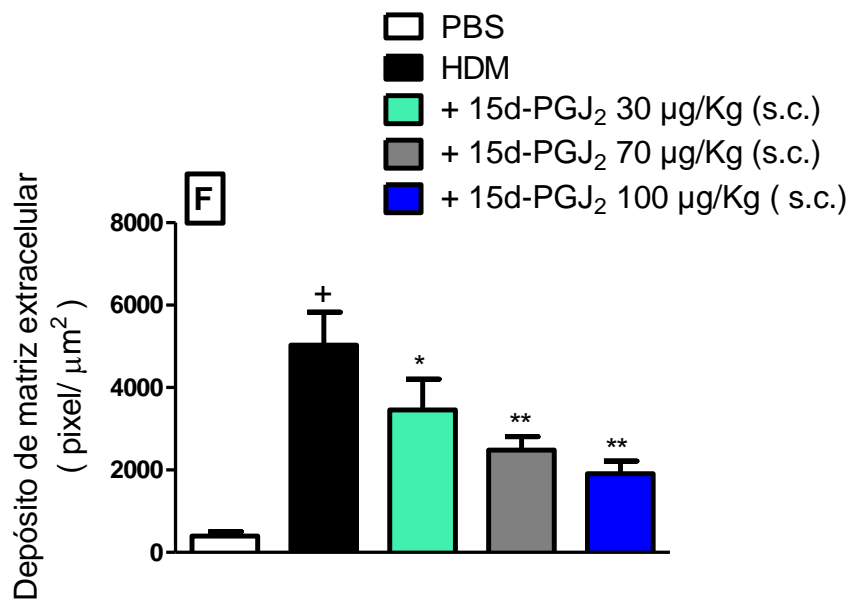 PBS
HDM
+ 15d-PGJ₂ 30 µg/Kg (s.c.)
+ 15d-PGJ₂ 70 µg/Kg (s.c.)
+ 15d-PGJ₂ 100 µg/Kg ( s.c.)
F
Depósito de matriz extracelular
( pixel/ µm² )
8000
6000
4000
2000
0
+
*
**
**